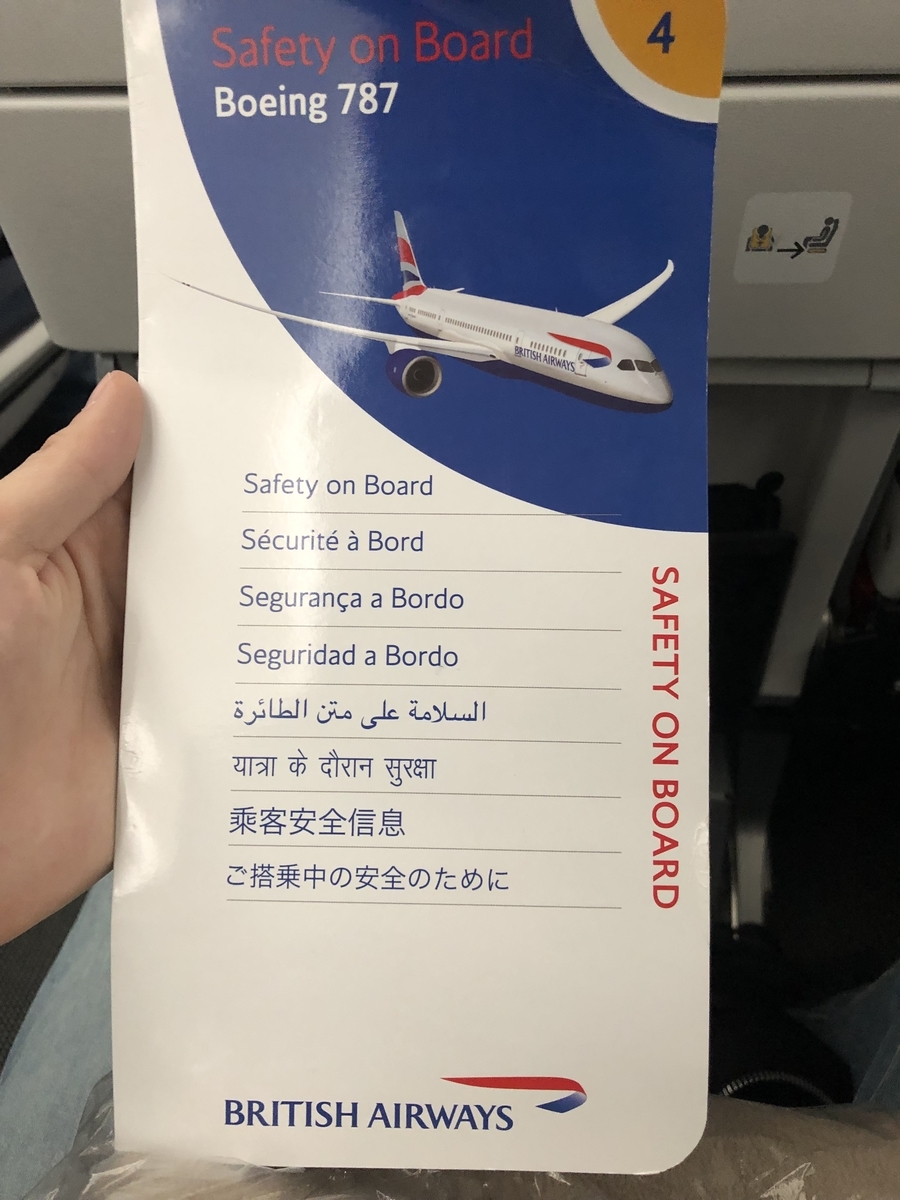 Safety on Board
Boeing 787
4
BRITISH AIRWAYS
Safety on Board
Sécurité à Bord
Segurança a Bordo
Seguridad a Bordo
السلامة على متن الطائرة
यात्रा के दौरान सुरक्षा
乘客安全信息
ご搭乗中の安全のために
SAFETY ON BOARD
BRITISH AIRWAYS